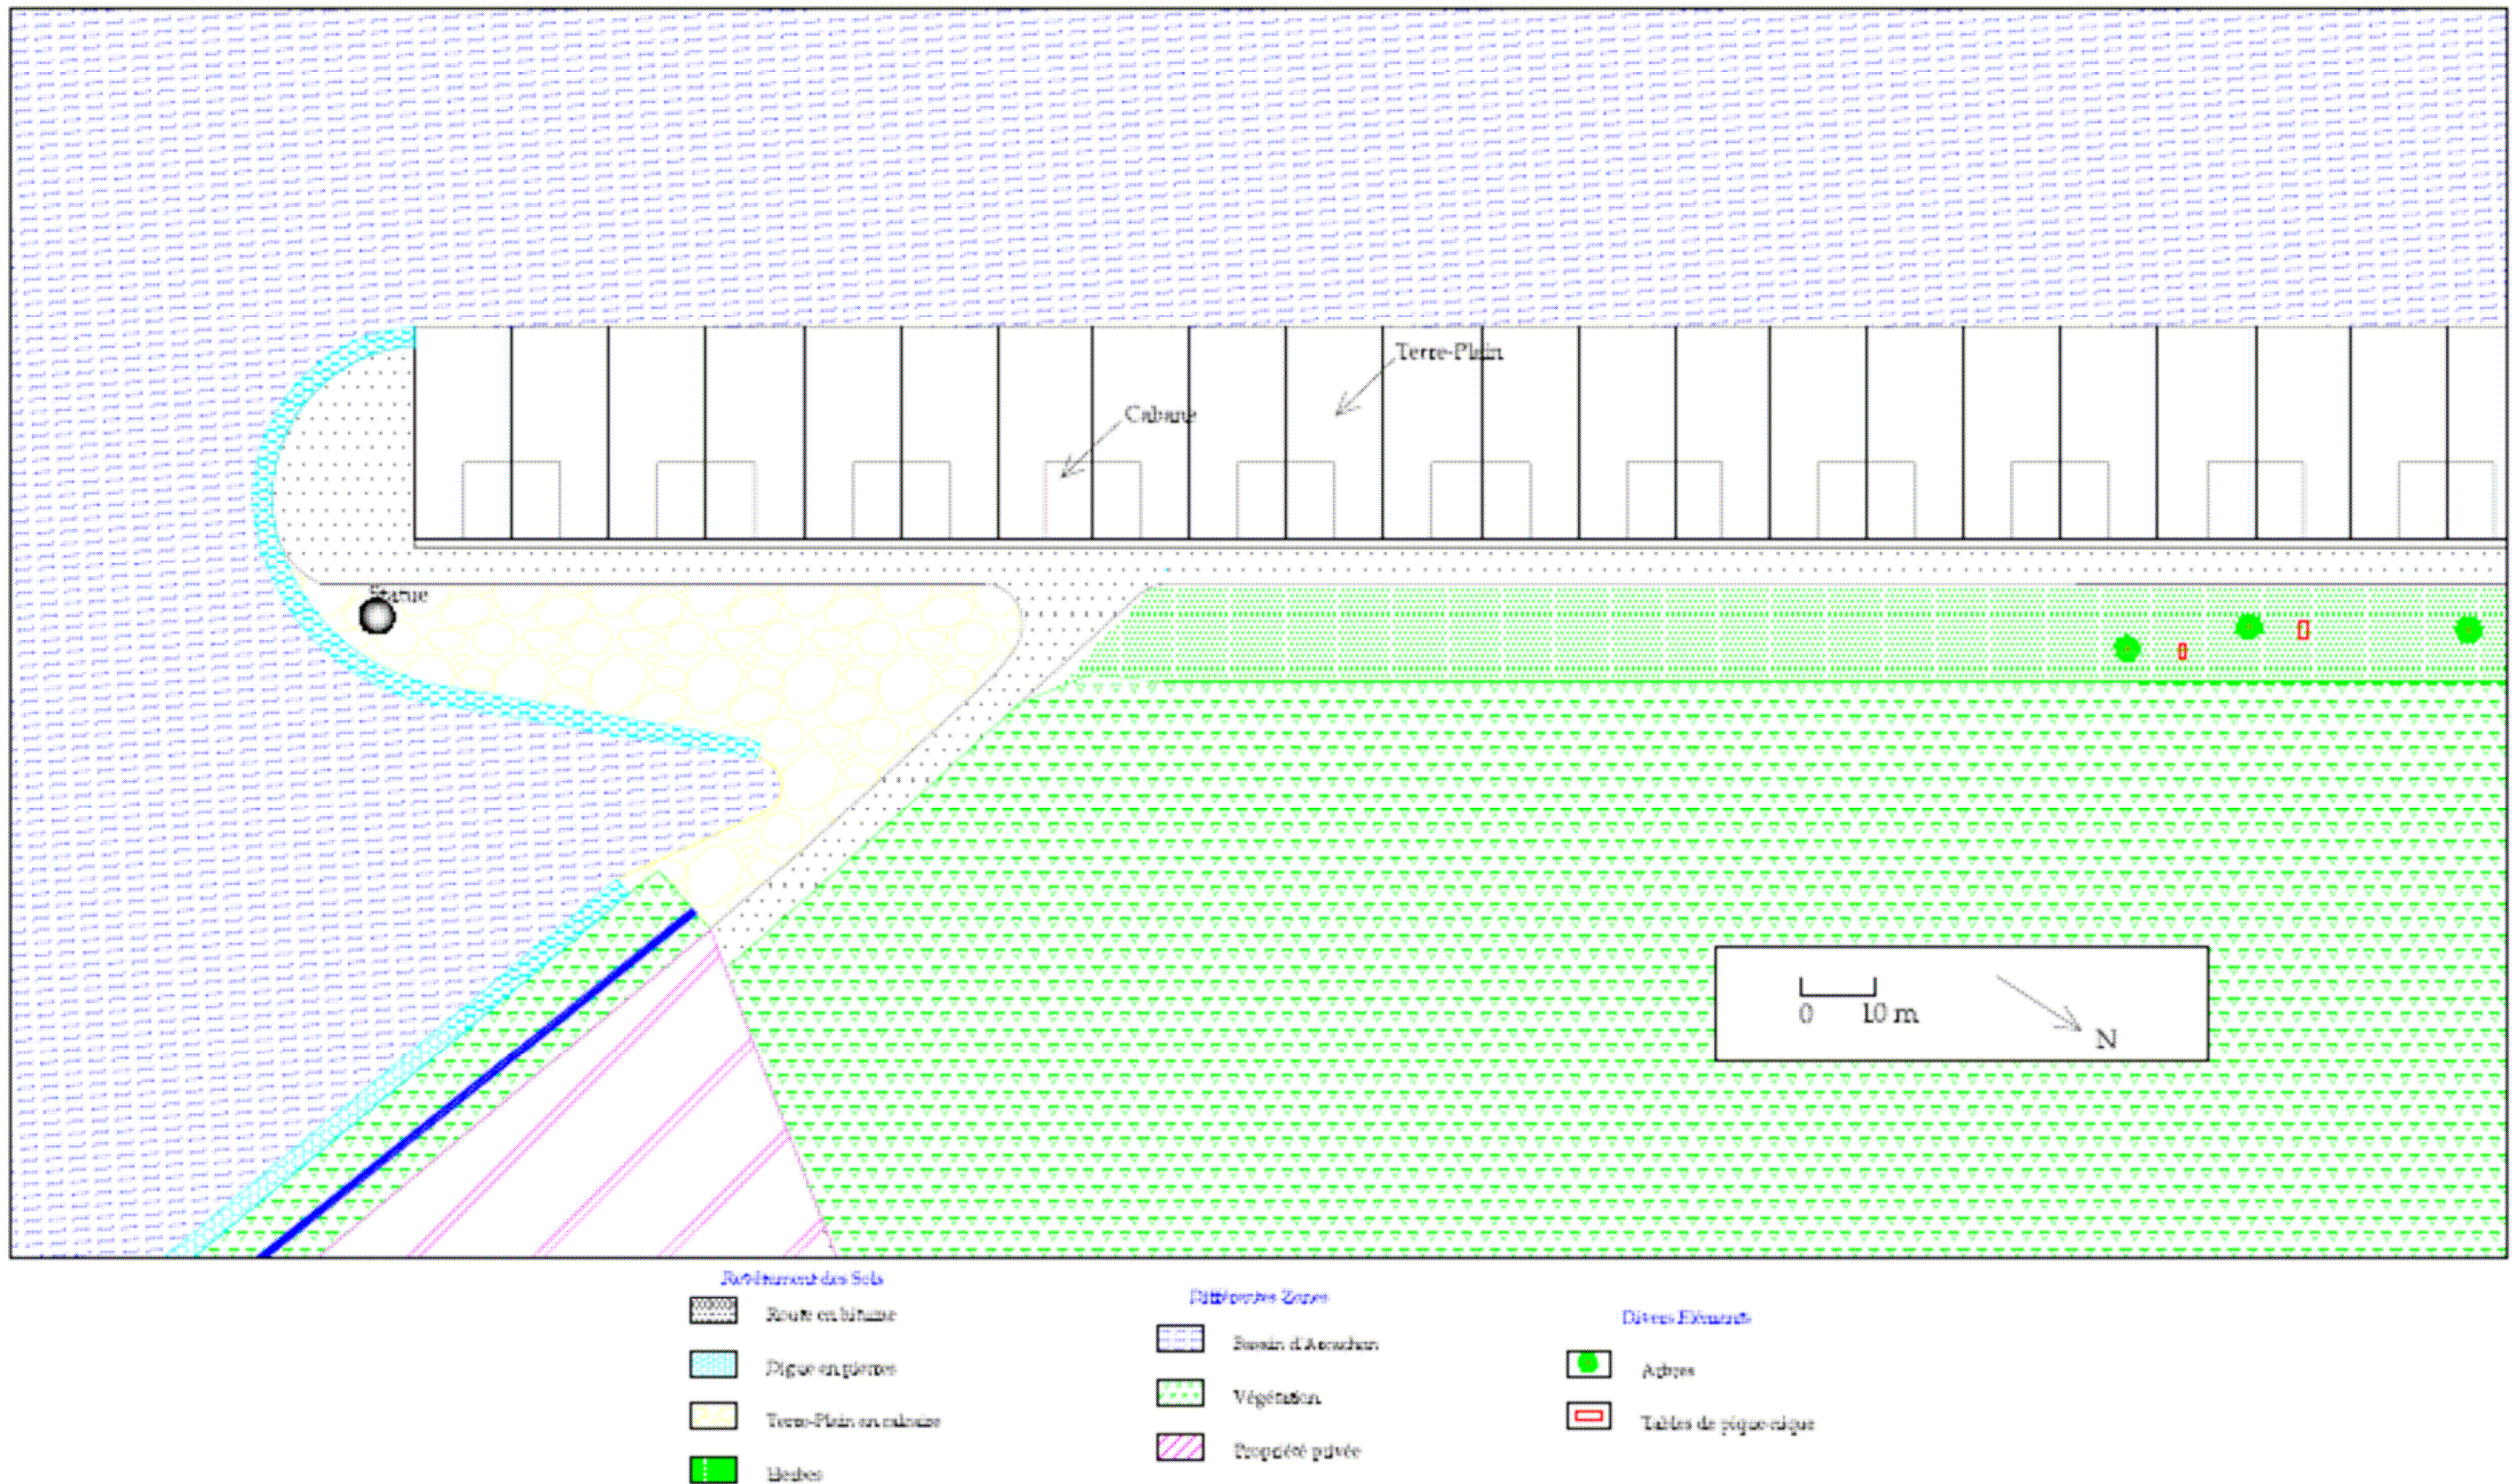 Terre-Plein
Cabane
Statue
0 10 m
N
Revêtement des Sols
Route en bitume
Digue en pierres
Terre-Plein en calcaire
Herbes
Différentes Zones
Bassin d'Arcachon
Végétation
Propriété privée
Divers Eléments
Arbres
Tables de pique-nique